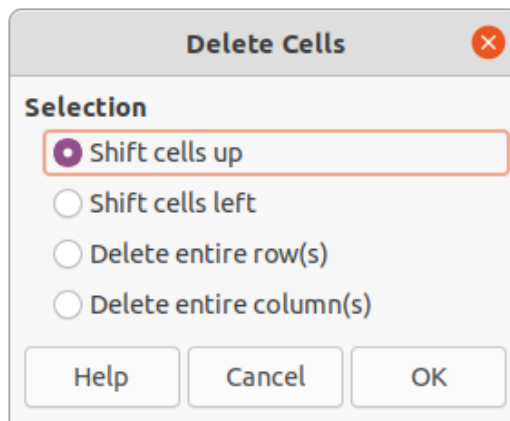 Delete Cells
Selection
Shift cells up
Shift cells left
Delete entire row(s)
Delete entire column(s)
Help Cancel OK